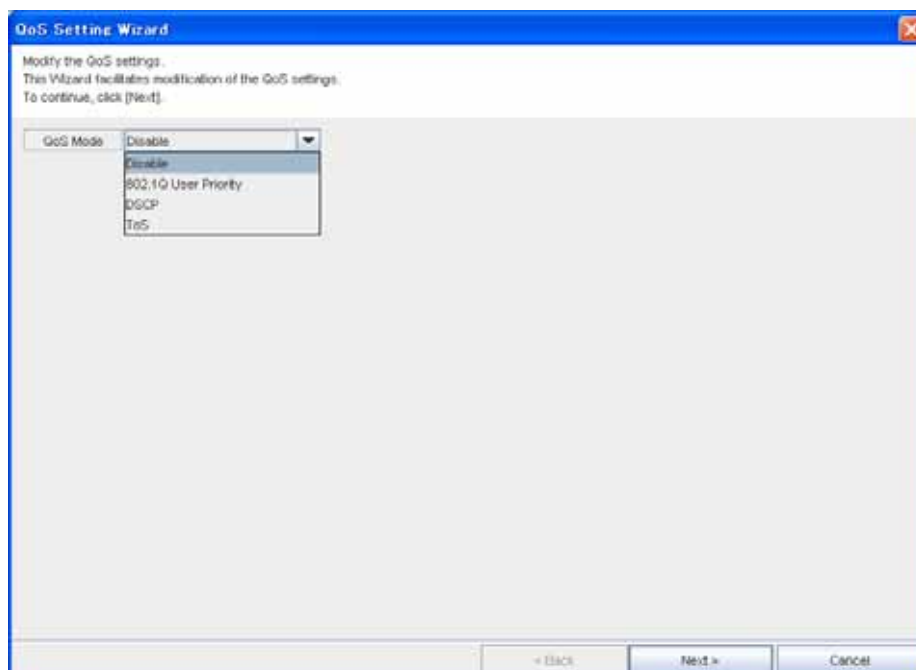 QoS Setting Wizard
Modify the QoS settings.
This Wizard facilitates modification of the QoS settings.
To continue, click [Next].
QoS Mode
Disable
Disable
802.1Q User Priority
DSCP
ToS
< Back
Next >
Cancel